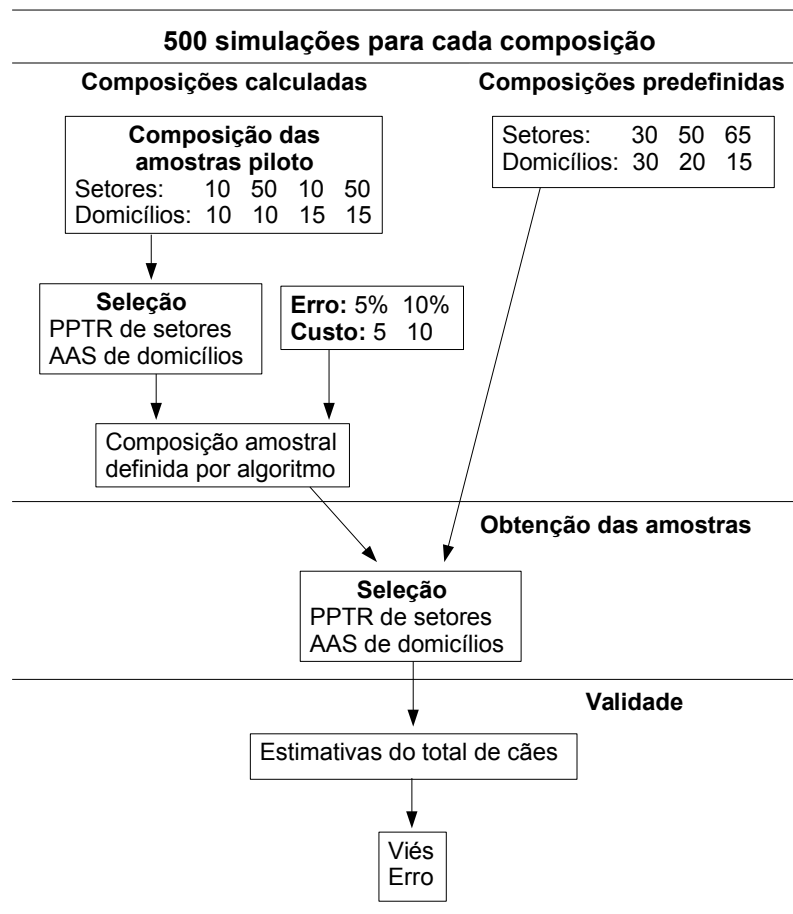 500 simulações para cada composição
Composições calculadas
Composições predefinidas
Composição das
amostras piloto
Setores: 10 50 10 50
Domicílios: 10 10 15 15
Setores: 30 50 65
Domicílios: 30 20 15
Seleção
PPTR de setores
AAS de domicílios
Erro: 5% 10%
Custo: 5 10
Composição amostral
definida por algoritmo
Obtenção das amostras
Seleção
PPTR de setores
AAS de domicílios
Validade
Estimativas do total de cães
Viés
Erro